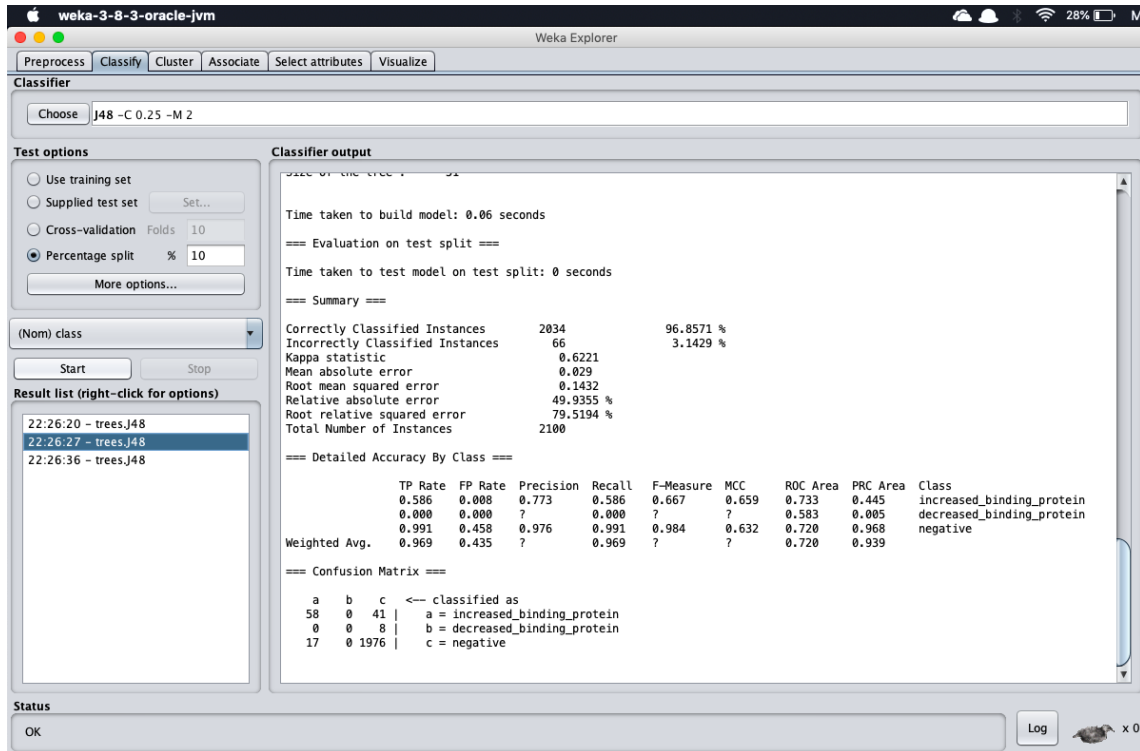 weka-3-8-3-oracle-jvm 28% M
Weka Explorer
Preprocess Classify Cluster Associate Select attributes Visualize
Classifier
Choose J48 -C 0.25 -M 2
Test options
Use training set
Supplied test set Set...
Cross-validation Folds 10
Percentage split % 10
More options...
(Nom) class
Start Stop
Result list (right-click for options)
22:26:20 - trees.J48
22:26:27 - trees.J48
22:26:36 - trees.J48
Classifier output
Size of the tree :
Time taken to build model: 0.06 seconds
=== Evaluation on test split ===
Time taken to test model on test split: 0 seconds
=== Summary ===
Correctly Classified Instances 2034 96.8571 %
Incorrectly Classified Instances 66 3.1429 %
Kappa statistic 0.6221
Mean absolute error 0.029
Root mean squared error 0.1432
Relative absolute error 49.9355 %
Root relative squared error 79.5194 %
Total Number of Instances 2100
=== Detailed Accuracy By Class ===
TP Rate FP Rate Precision Recall F-Measure MCC ROC Area PRC Area Class
0.586 0.008 0.773 0.586 0.667 0.659 0.733 0.445 increased_binding_protein
0.000 0.000 ? 0.000 ? ? 0.583 0.005 decreased_binding_protein
0.991 0.458 0.976 0.991 0.984 0.632 0.720 0.968 negative
Weighted Avg. 0.969 0.435 ? 0.969 ? ? 0.720 0.939
=== Confusion Matrix ===
a b c <-- classified as
58 0 41 | a = increased_binding_protein
0 0 8 | b = decreased_binding_protein
17 0 1976 | c = negative
Status
OK
Log x 0